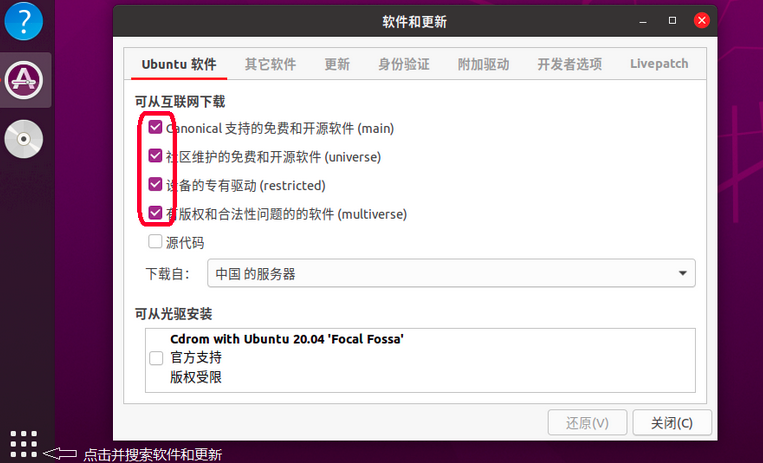 ?
软件和更新
Ubuntu 软件 其它软件 更新 身份验证 附加驱动 开发者选项 Livepatch
可从互联网下载
Canonical 支持的免费和开源软件 (main)
社区维护的免费和开源软件 (universe)
设备的专有驱动 (restricted)
有版权和合法性问题的的软件 (multiverse)
源代码
下载自： 中国 的服务器
可从光驱安装
Cdrom with Ubuntu 20.04 'Focal Fossa'
官方支持
版权受限
还原(V) 关闭(C)
点击并搜索软件和更新